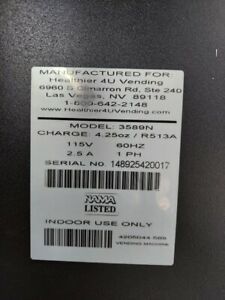 MANUFACTURED FOR:
Healthier 4U Vending
6960 S Cimarron Rd, Ste 240
Las Vegas, NV 89118
1-800-642-2148
www.Healthier4UVending.com
MODEL: 3589N
CHARGE: 4.25oz / R513A
115V 60HZ
2.5 A 1 PH
SERIAL NO. 148925420017
NAMA
LISTED
INDOOR USE ONLY
VENDING MACHINE